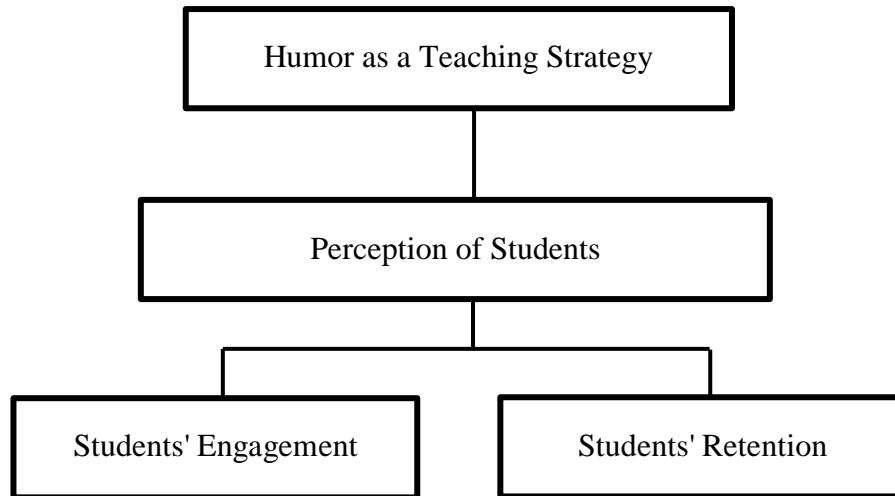 Humor as a Teaching Strategy
Perception of Students
Students' Engagement
Students' Retention